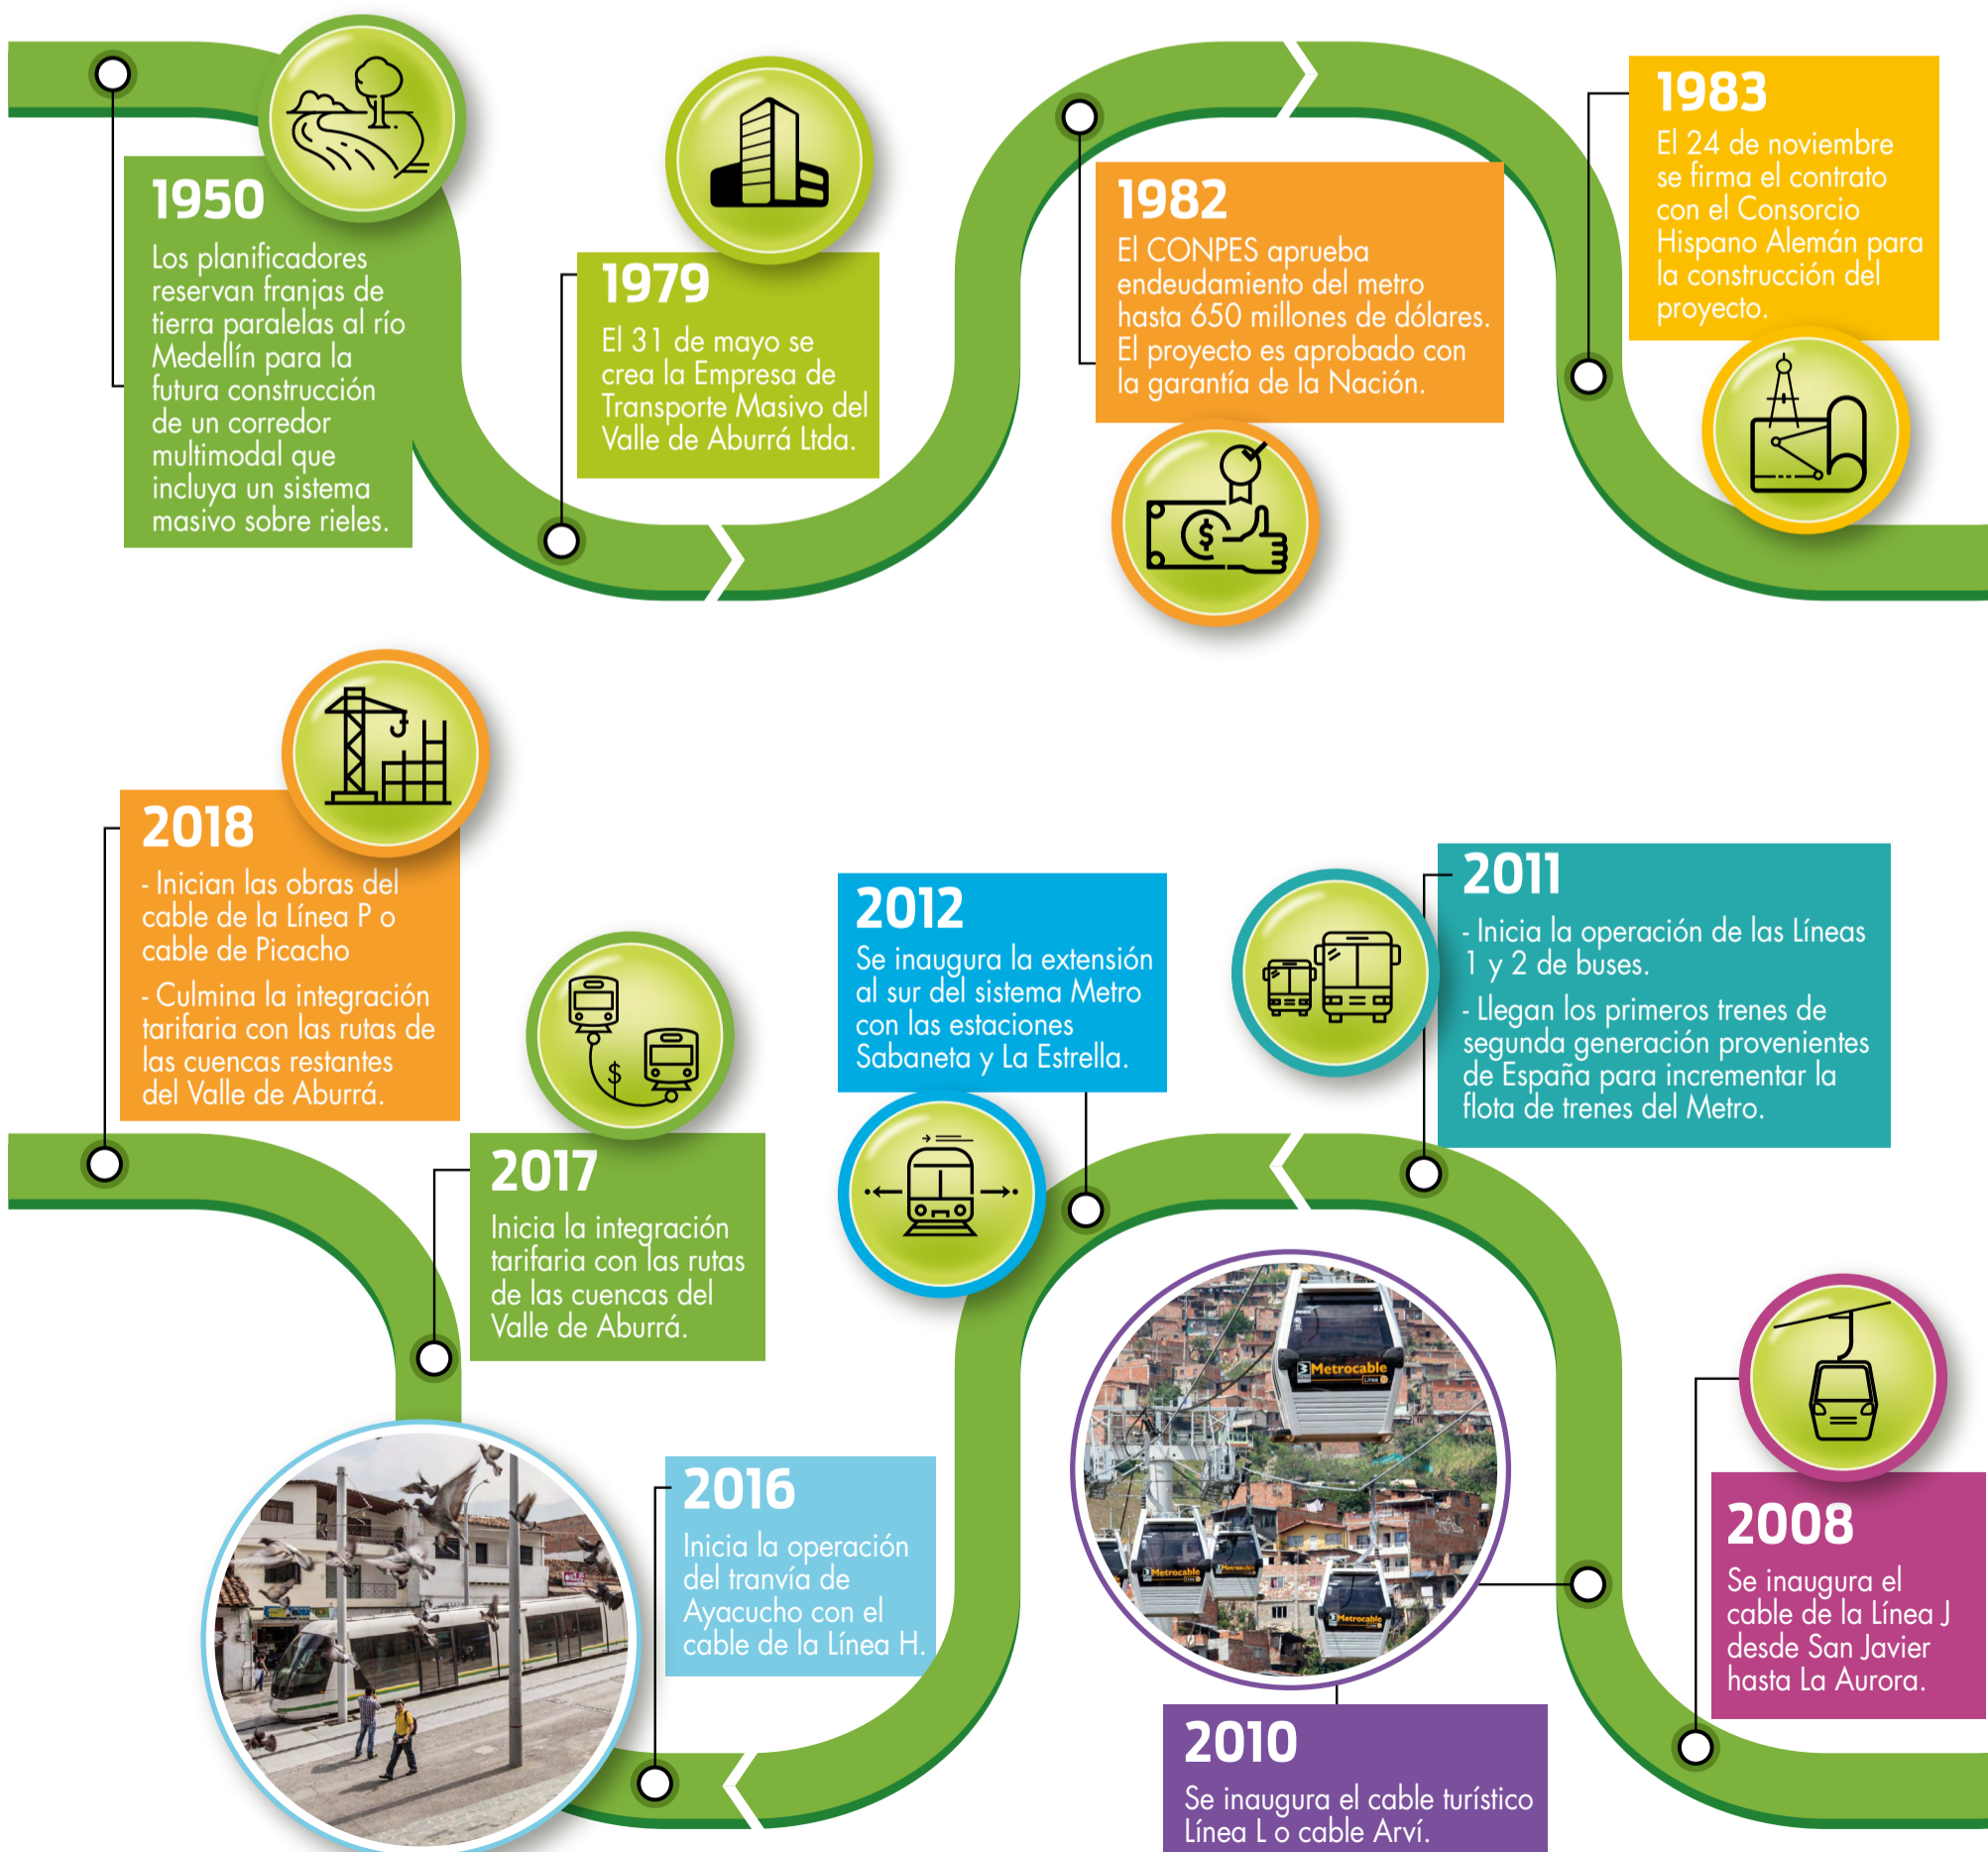 1950
Los planificadores
reservan franjas de
tierra paralelas al río
Medellín para la
futura construcción
de un corredor
multimodal que
incluya un sistema
masivo sobre rieles.
1979
El 31 de mayo se
crea la Empresa de
Transporte Masivo del
Valle de Aburrá Ltda.
1982
El CONPES aprueba
endeudamiento del metro
hasta 650 millones de dólares.
El proyecto es aprobado con
la garantía de la Nación.
$
1983
El 24 de noviembre
se firma el contrato
con el Consorcio
Hispano Alemán para
la construcción del
proyecto.
2018
- Inician las obras del
cable de la Línea P o
cable de Picacho
- Culmina la integración
tarifaria con las rutas de
las cuencas restantes
del Valle de Aburrá.
$
2017
Inicia la integración
tarifaria con las rutas
de las cuencas del
Valle de Aburrá.
2016
Inicia la operación
del tranvía de
Ayacucho con el
cable de la Línea H.
2012
Se inaugura la extensión
al sur del sistema Metro
con las estaciones
Sabaneta y La Estrella.
2011
- Inicia la operación de las Líneas
1 y 2 de buses.
- Llegan los primeros trenes de
segunda generación provenientes
de España para incrementar la
flota de trenes del Metro.
Metrocable
Línea
Metrocable
Metrocable
Metrocable
2010
Se inaugura el cable turístico
Línea L o cable Arví.
2008
Se inaugura el
cable de la Línea J
desde San Javier
hasta La Aurora.